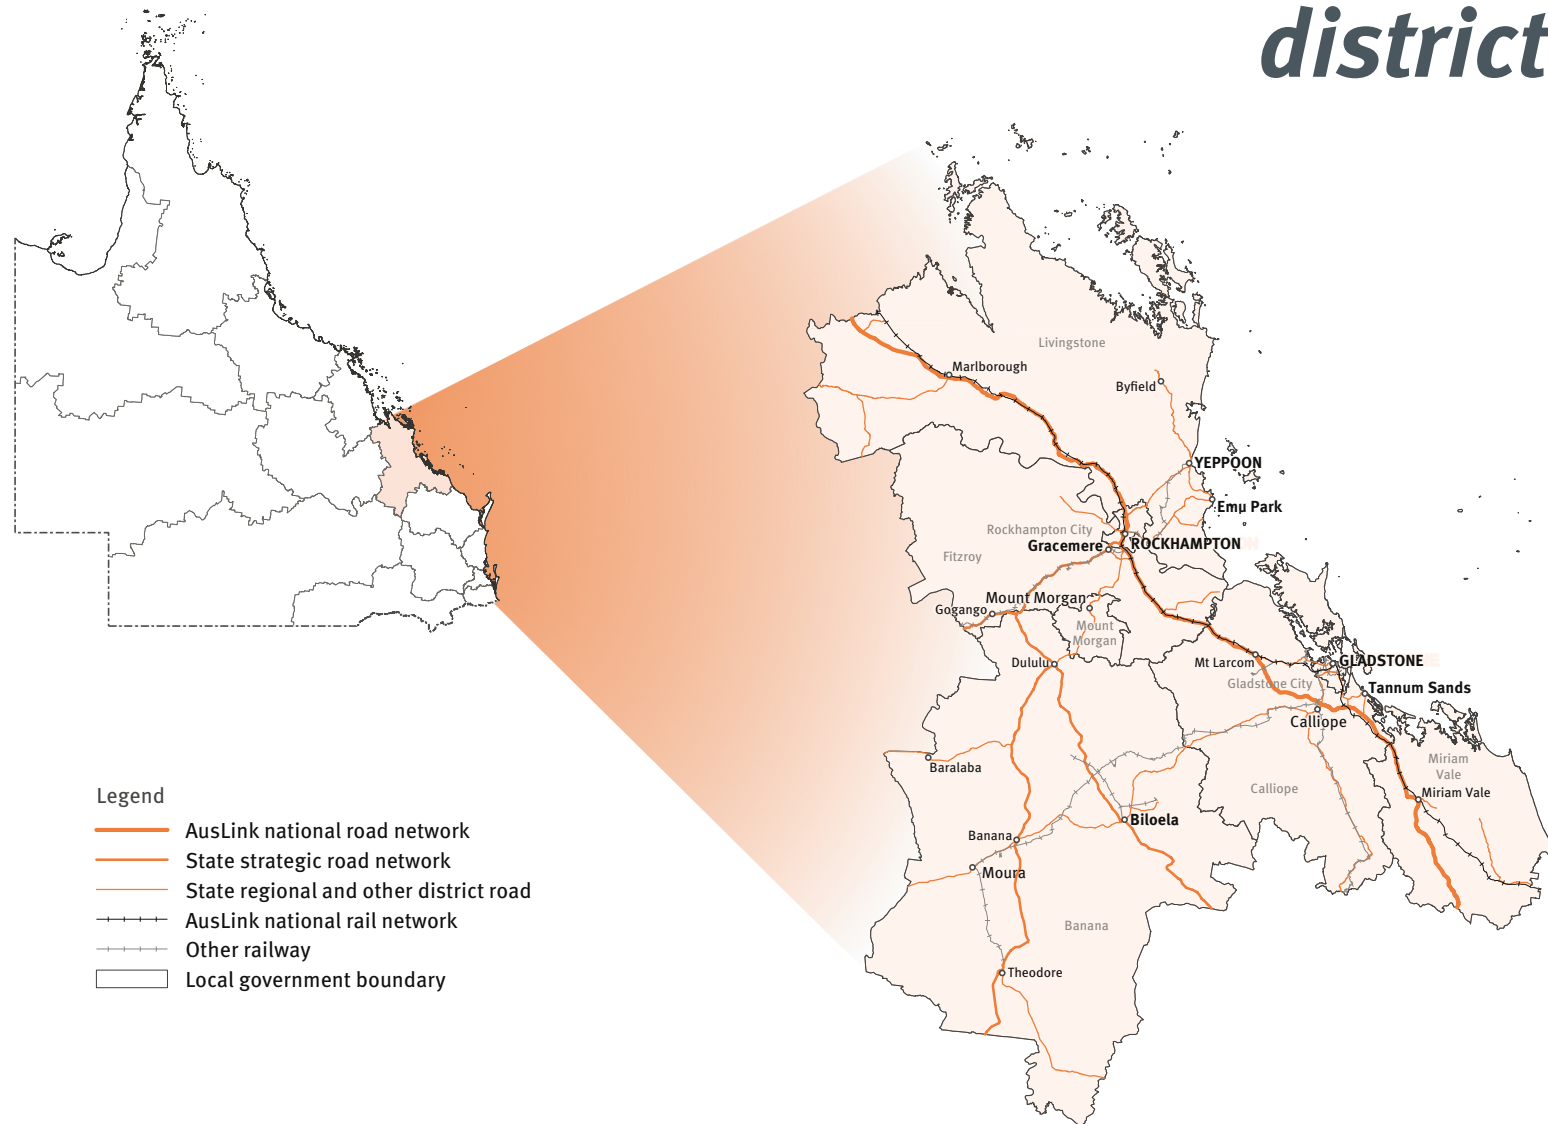 district
Livingstone
Marlborough
Byfield
YEPPOON
Emu Park
Rockhampton City
ROCKHAMPTON
Gracemere
Fitzroy
Mount Morgan
Gogango
Mount
Morgan
Dululu
Mt Larcom
GLADSTONE
Gladstone City
Tannum Sands
Calliope
Baralaba
Miriam
Vale
Calliope
Miriam Vale
Biloela
Banana
Moura
Banana
Theodore
Legend
AusLink national road network
State strategic road network
State regional and other district road
AusLink national rail network
Other railway
Local government boundary